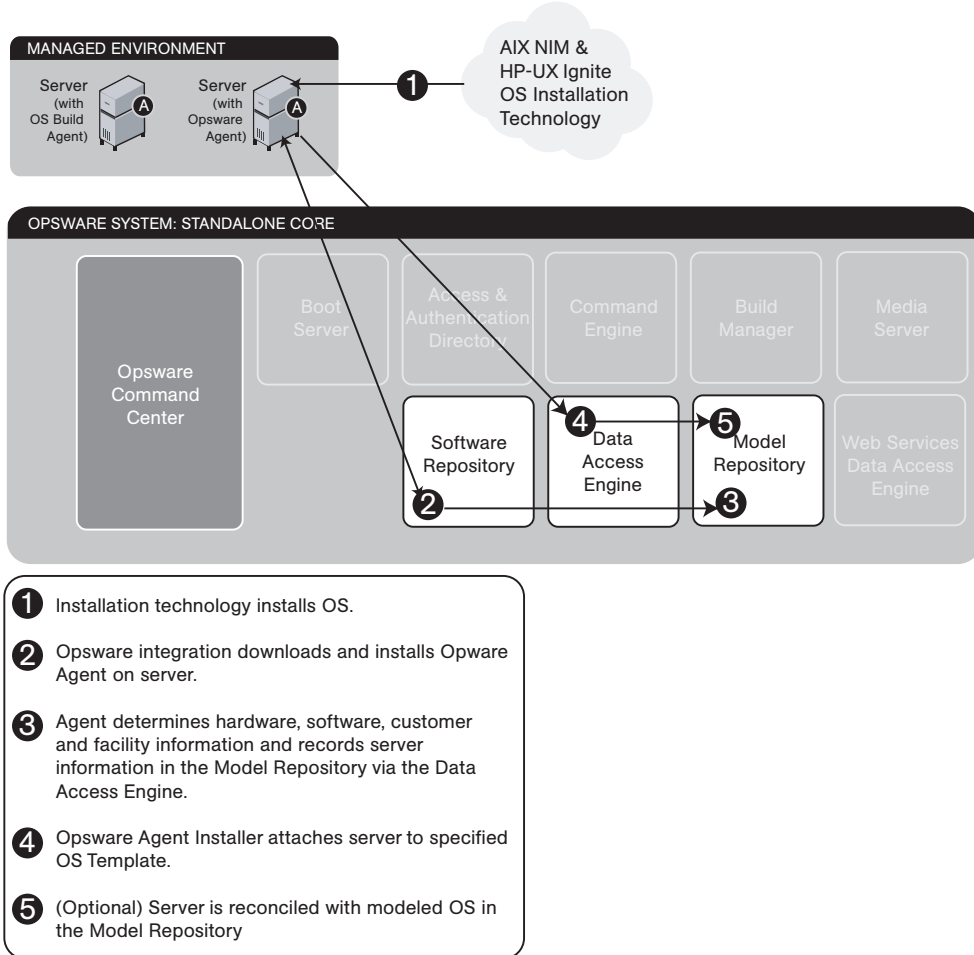 MANAGED ENVIRONMENT
Server
(with
OS Build
Agent)
A
Server
(with
Opsware
Agent)
A
1
AIX NIM &
HP-UX Ignite
OS Installation
Technology
OPSWARE SYSTEM: STANDALONE CORE
Opsware
Command
Center
Boot
Server
Access &
Authentication
Directory
Command
Engine
Build
Manager
Media
Server
Software
Repository
2
4
Data
Access
Engine
5
Model
Repository
3
Web Services
Data Access
Engine
1 Installation technology installs OS.
2 Opsware integration downloads and installs Opware
Agent on server.
3 Agent determines hardware, software, customer
and facility information and records server
information in the Model Repository via the Data
Access Engine.
4 Opsware Agent Installer attaches server to specified
OS Template.
5 (Optional) Server is reconciled with modeled OS in
the Model Repository